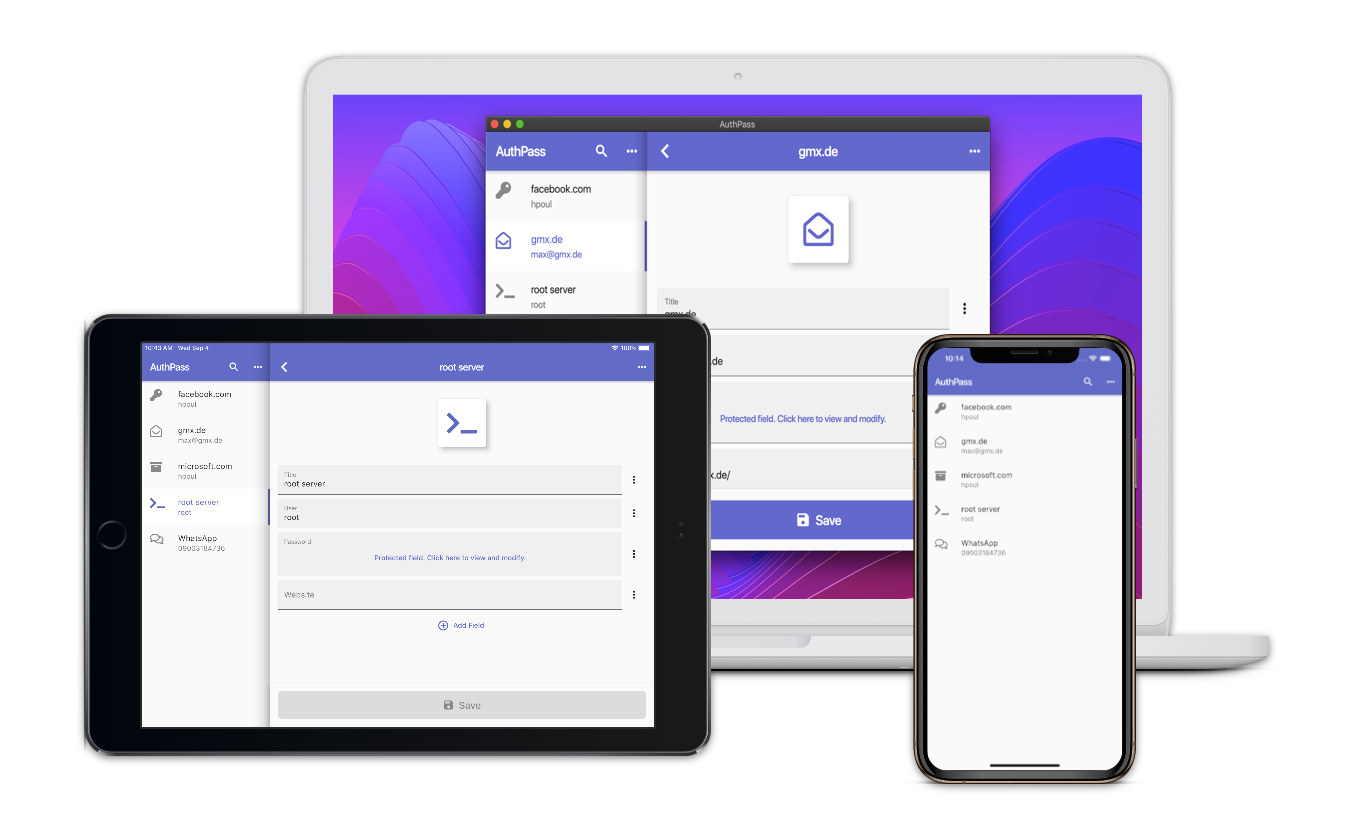 AuthPass
AuthPass
facebook.com
hpoul
gmx.de
max@gmx.de
root server
root
gmx.de
Title
gmx.de
.de
Protected field. Click here to view and modify.
x.de/
Save
10:43 AM Wed Sep 4
100%
AuthPass
facebook.com
hpoul
gmx.de
max@gmx.de
microsoft.com
hpoul
root server
root
WhatsApp
09003184736
root server
Title
root server
User
root
Password
Protected field. Click here to view and modify.
Website
Add Field
Save
10:14
AuthPass
facebook.com
hpoul
gmx.de
max@gmx.de
microsoft.com
hpoul
root server
root
WhatsApp
09003184736